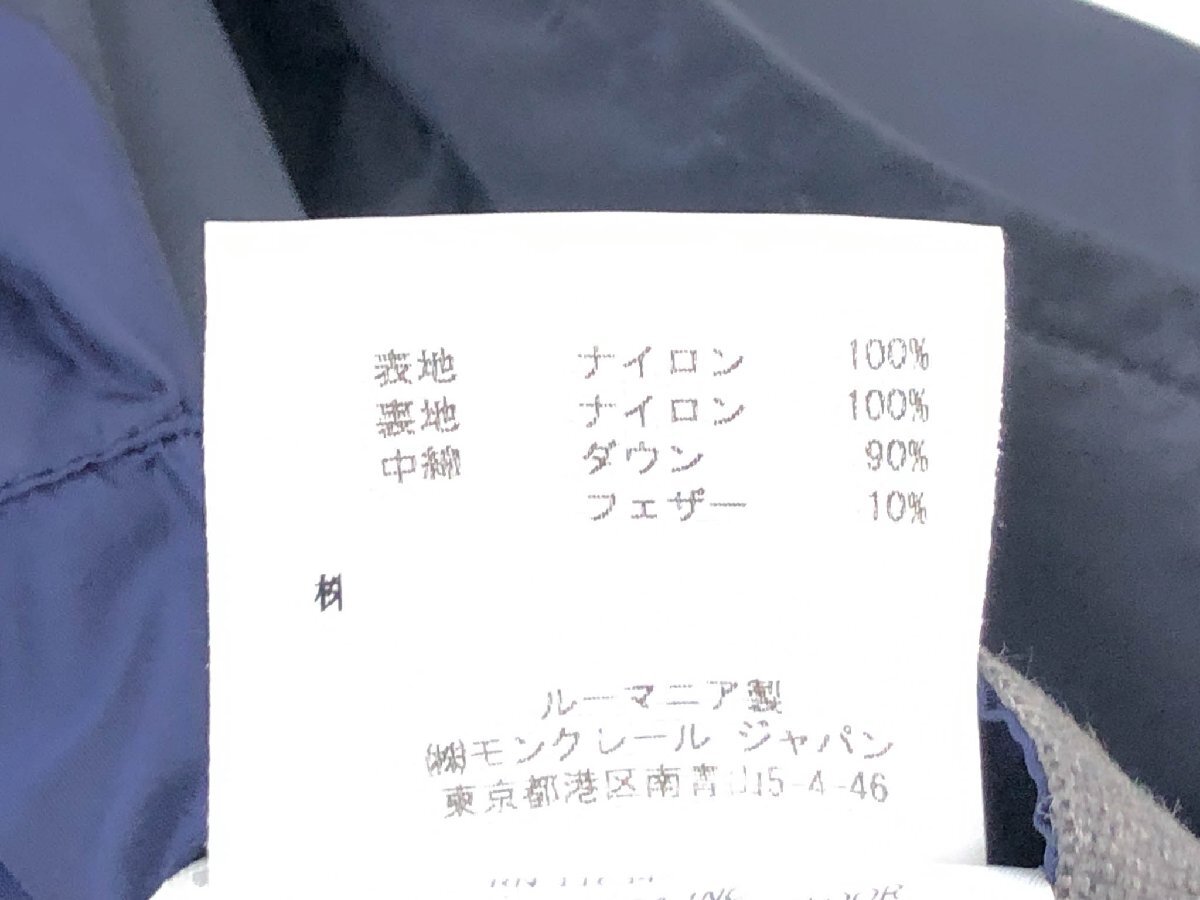 表地 ナイロン 100%
裏地 ナイロン 100%
中綿 ダウン 90%
フェザー 10%
ルーマニア製
㈱モンクレール ジャパン
東京都港区南青山5-4-46